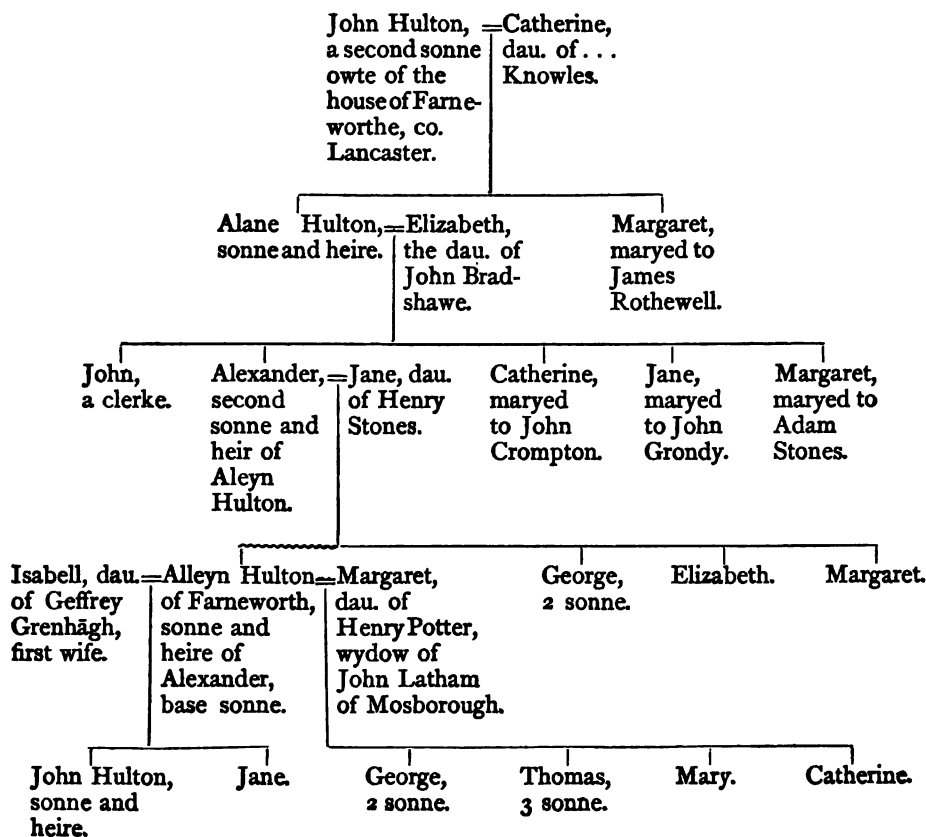 John Hulton, =
a second sonne
owte of the
house of Farne-
worthe, co.
Lancaster.
Catherine,
dau. of ...
Knowles.
Alane Hulton, =
sonne and heire.
Elizabeth,
the dau. of
John Brad-
shawe.
Margaret,
maryed to
James
Rothewell.
John,
a clerke.
Alexander, =
second
sonne and
heir of
Aleyn
Hulton.
Jane, dau.
of Henry
Stones.
Catherine,
maryed
to John
Crompton.
Jane,
maryed
to John
Grondy.
Margaret,
maryed to
Adam
Stones.
Isabell, dau. =
of Geffrey
Grenhāgh,
first wife.
Alleyn Hulton =
of Farneworth,
sonne and
heire of
Alexander,
base sonne.
Margaret,
dau. of
Henry Potter,
wydow of
John Latham
of Mosborough.
George,
2 sonne.
Elizabeth.
Margaret.
John Hulton,
sonne and
heire.
Jane.
George,
2 sonne.
Thomas,
3 sonne.
Mary.
Catherine.